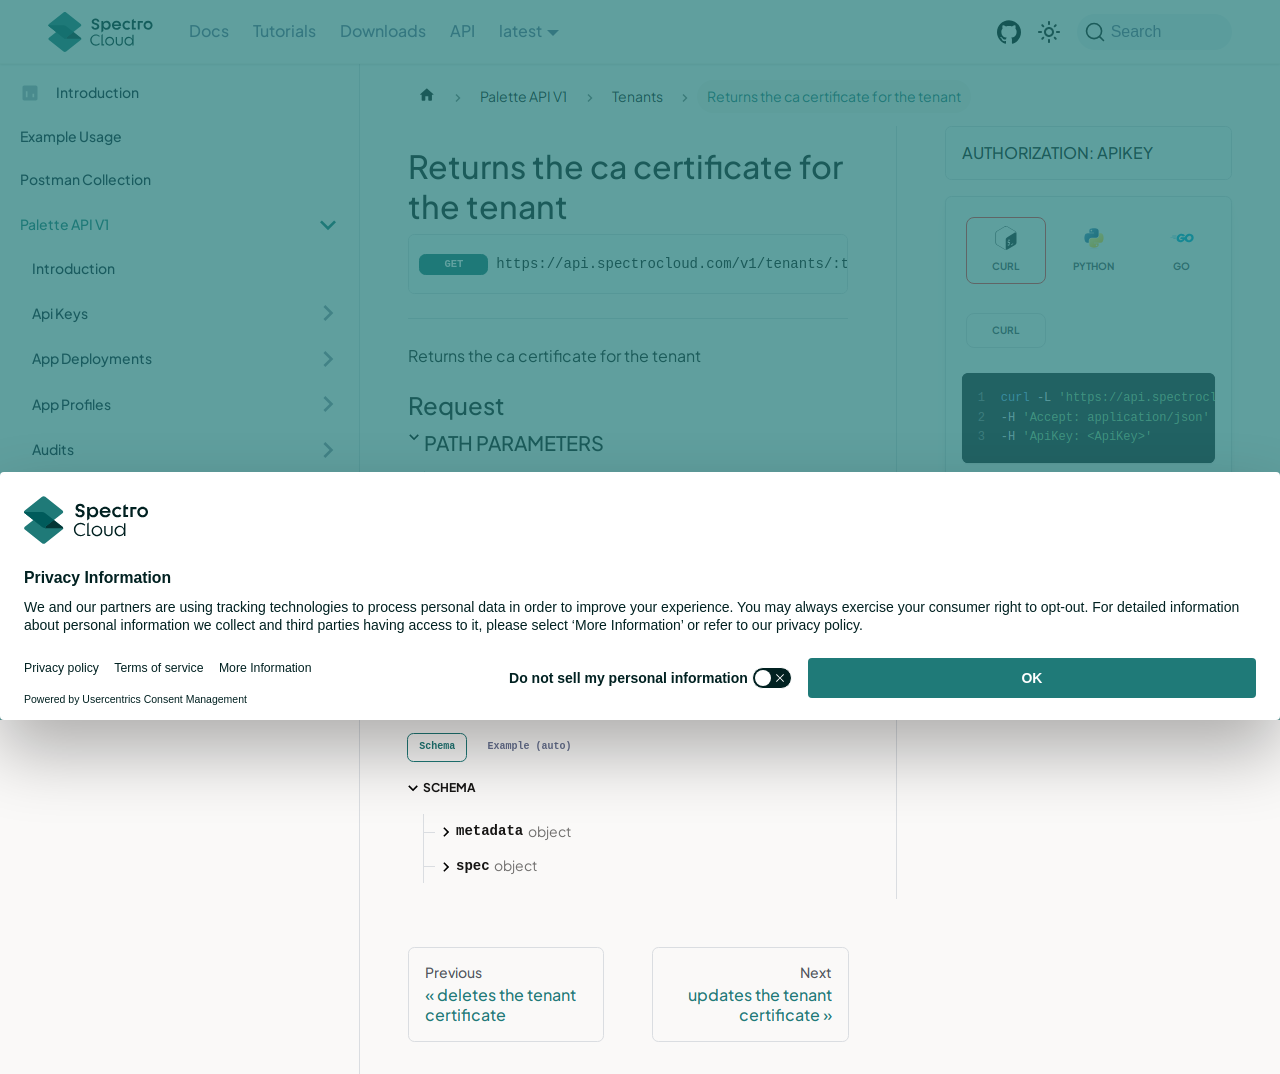 Spectro Cloud
Docs
Tutorials
Downloads
API
latest
Search
Introduction
Example Usage
Postman Collection
Palette API V1
Introduction
Api Keys
App Deployments
App Profiles
Audits
Palette API V1
Tenants
Returns the ca certificate for the tenant
Returns the ca certificate for
the tenant
GET https://api.spectrocloud.com/v1/tenants/:t
Returns the ca certificate for the tenant
Request
PATH PARAMETERS
AUTHORIZATION: APIKEY
CURL
PYTHON
GO
CURL
1 curl -L 'https://api.spectrocl
2 -H 'Accept: application/json'
3 -H 'ApiKey: <ApiKey>'
Spectro
Cloud
Privacy Information
We and our partners are using tracking technologies to process personal data in order to improve your experience. You may always exercise your consumer right to opt-out. For detailed information
about personal information we collect and third parties having access to it, please select ‘More Information’ or refer to our privacy policy.
Privacy policy
Terms of service
More Information
Powered by Usercentrics Consent Management
Do not sell my personal information
OK
Schema
Example (auto)
SCHEMA
metadata object
spec object
Previous
« deletes the tenant
certificate
Next
updates the tenant
certificate »